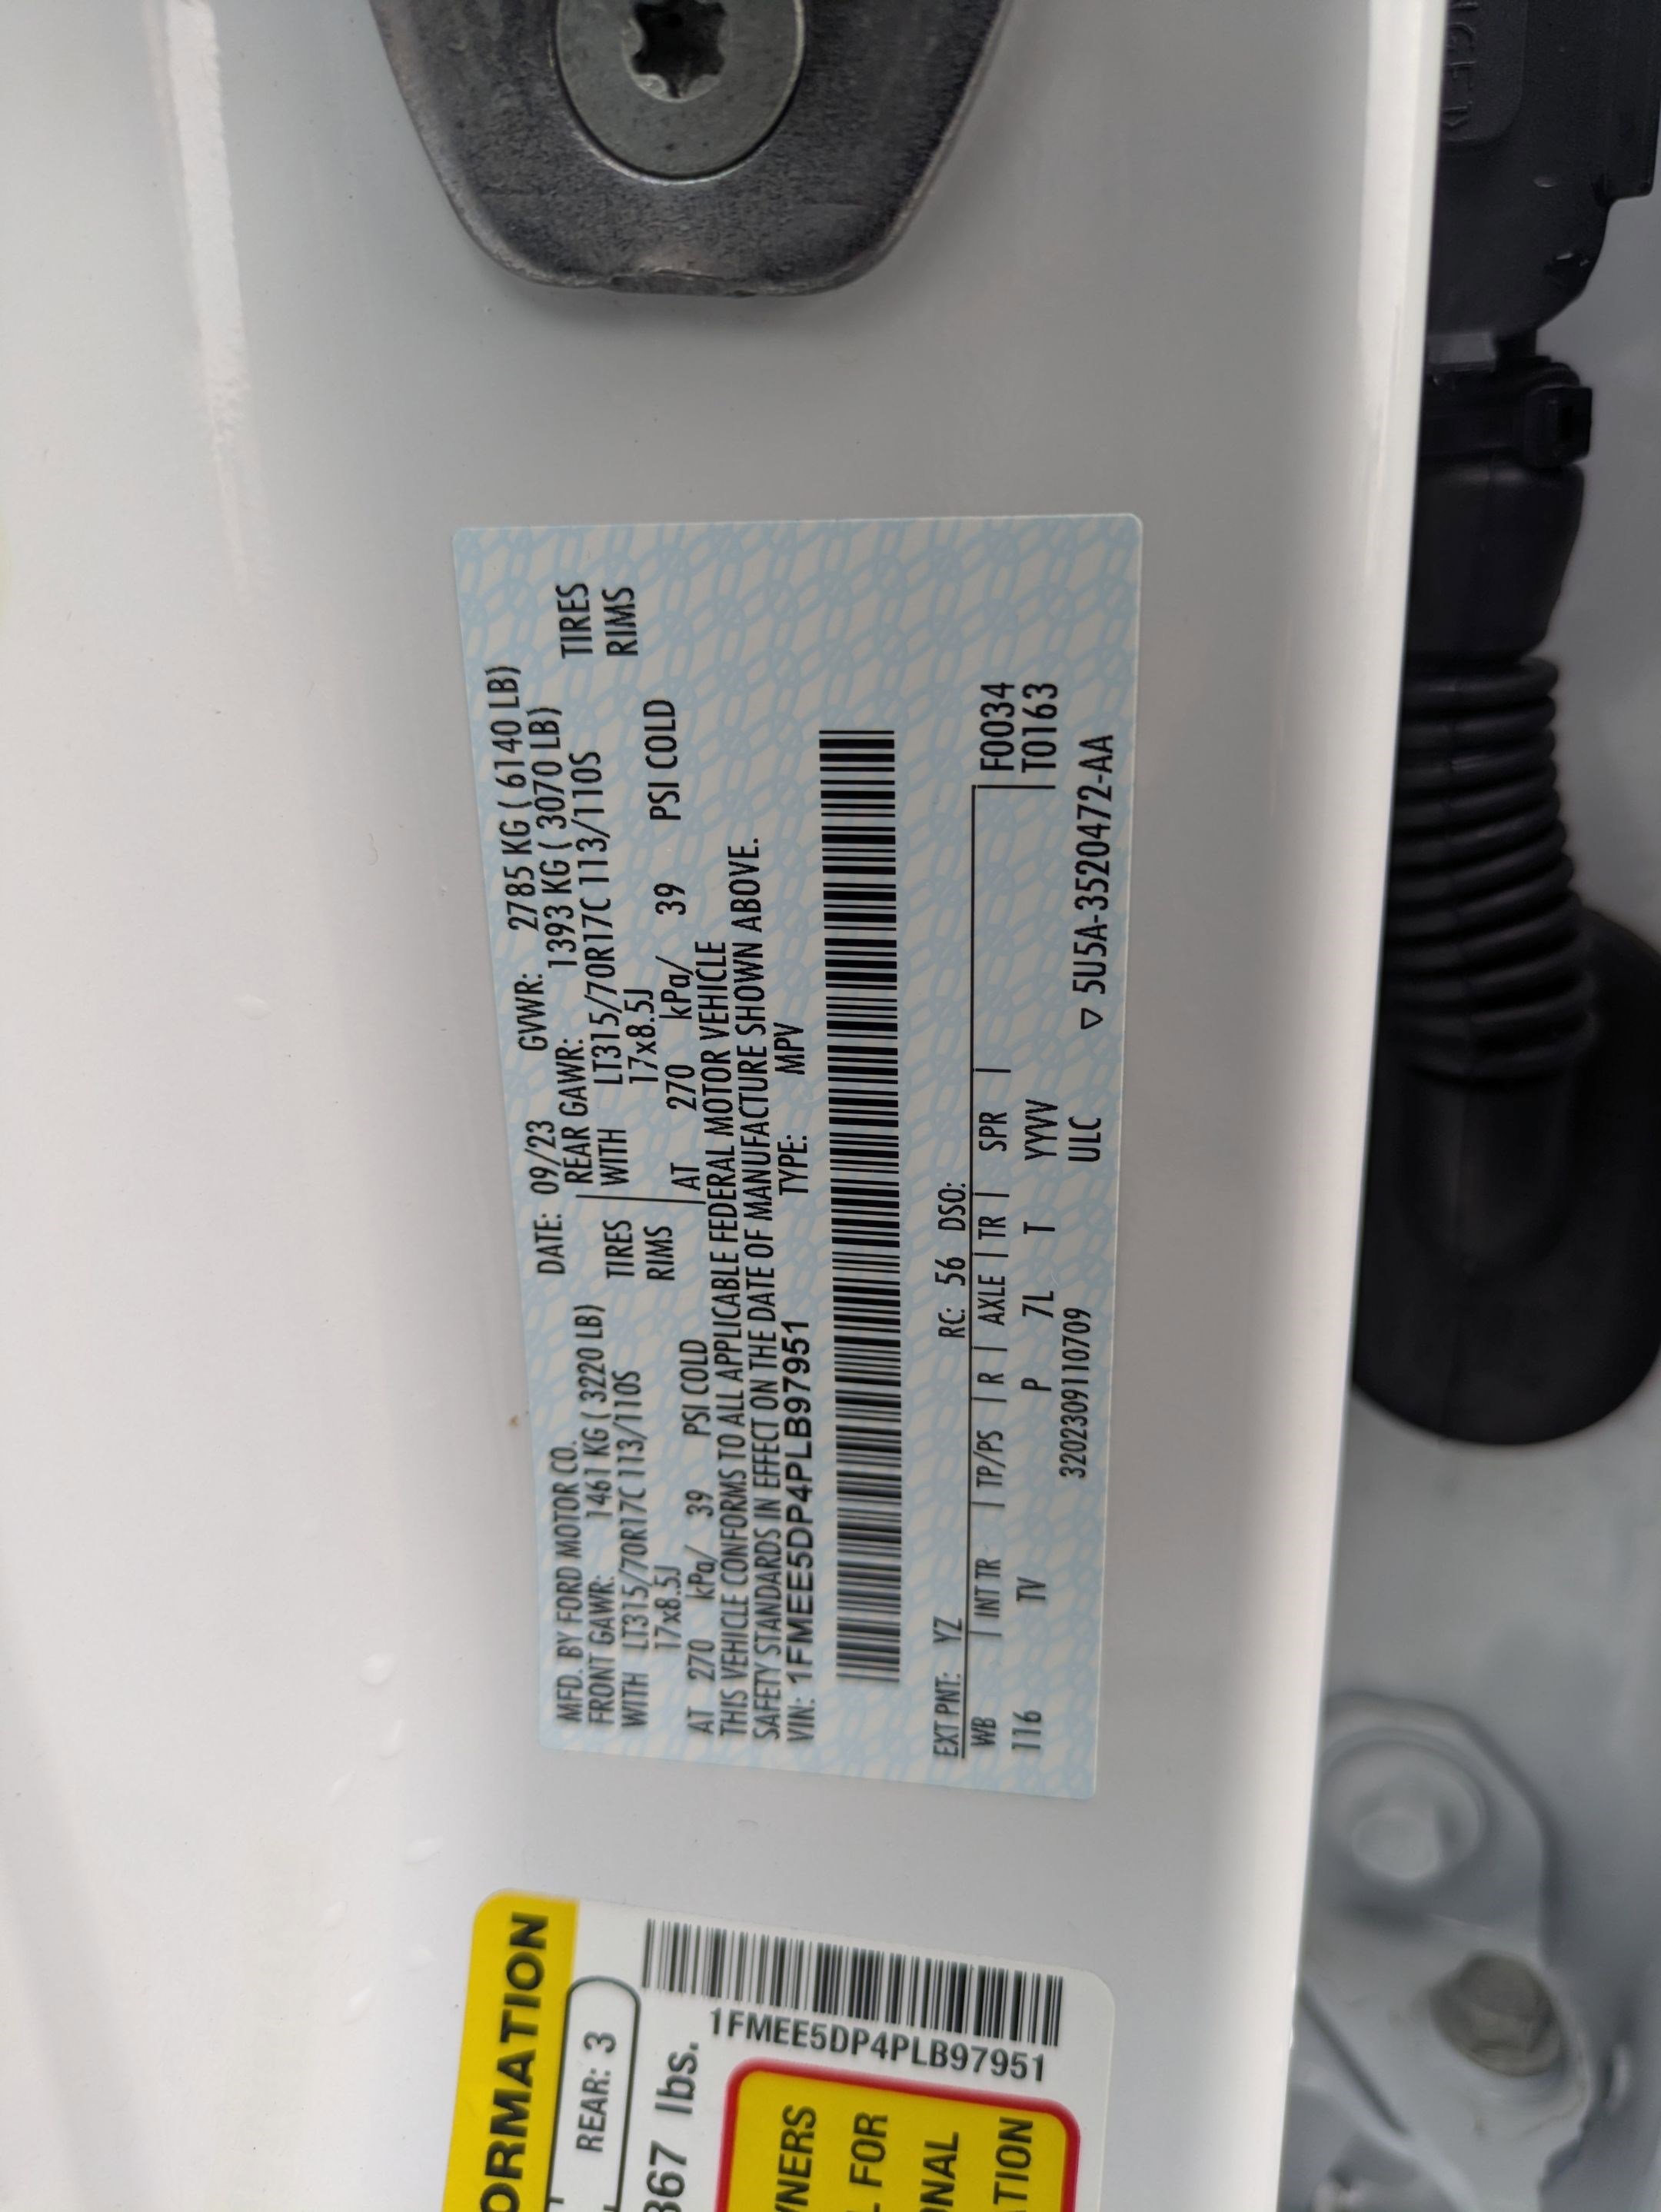 MFD. BY FORD MOTOR CO. DATE: 09/23 GVWR: 2785 KG ( 6140 LB)
FRONT GAWR: 1461 KG ( 3220 LB) REAR GAWR: 1393 KG ( 3070 LB)
WITH LT315/70R17C 113/110S TIRES WITH LT315/70R17C 113/110S TIRES
17x8.5J RIMS 17x8.5J RIMS
AT 270 kPa/ 39 PSI COLD AT 270 kPa/ 39 PSI COLD
THIS VEHICLE CONFORMS TO ALL APPLICABLE FEDERAL MOTOR VEHICLE
SAFETY STANDARDS IN EFFECT ON THE DATE OF MANUFACTURE SHOWN ABOVE.
VIN: 1FMEE5DP4PLB97951 TYPE: MPV
EXT PNT: YZ RC: 56 DSO:
WB | INT TR | TP/PS | R | AXLE | TR | SPR | F0034
116 TV P 7L T YYVV T0163
3202309110709 ULC ▽ 5U5A-3520472-AA
ORMATION
REAR: 3
367 lbs.
1FMEE5DP4PLB97951
NERS
FOR
ONAL
TION